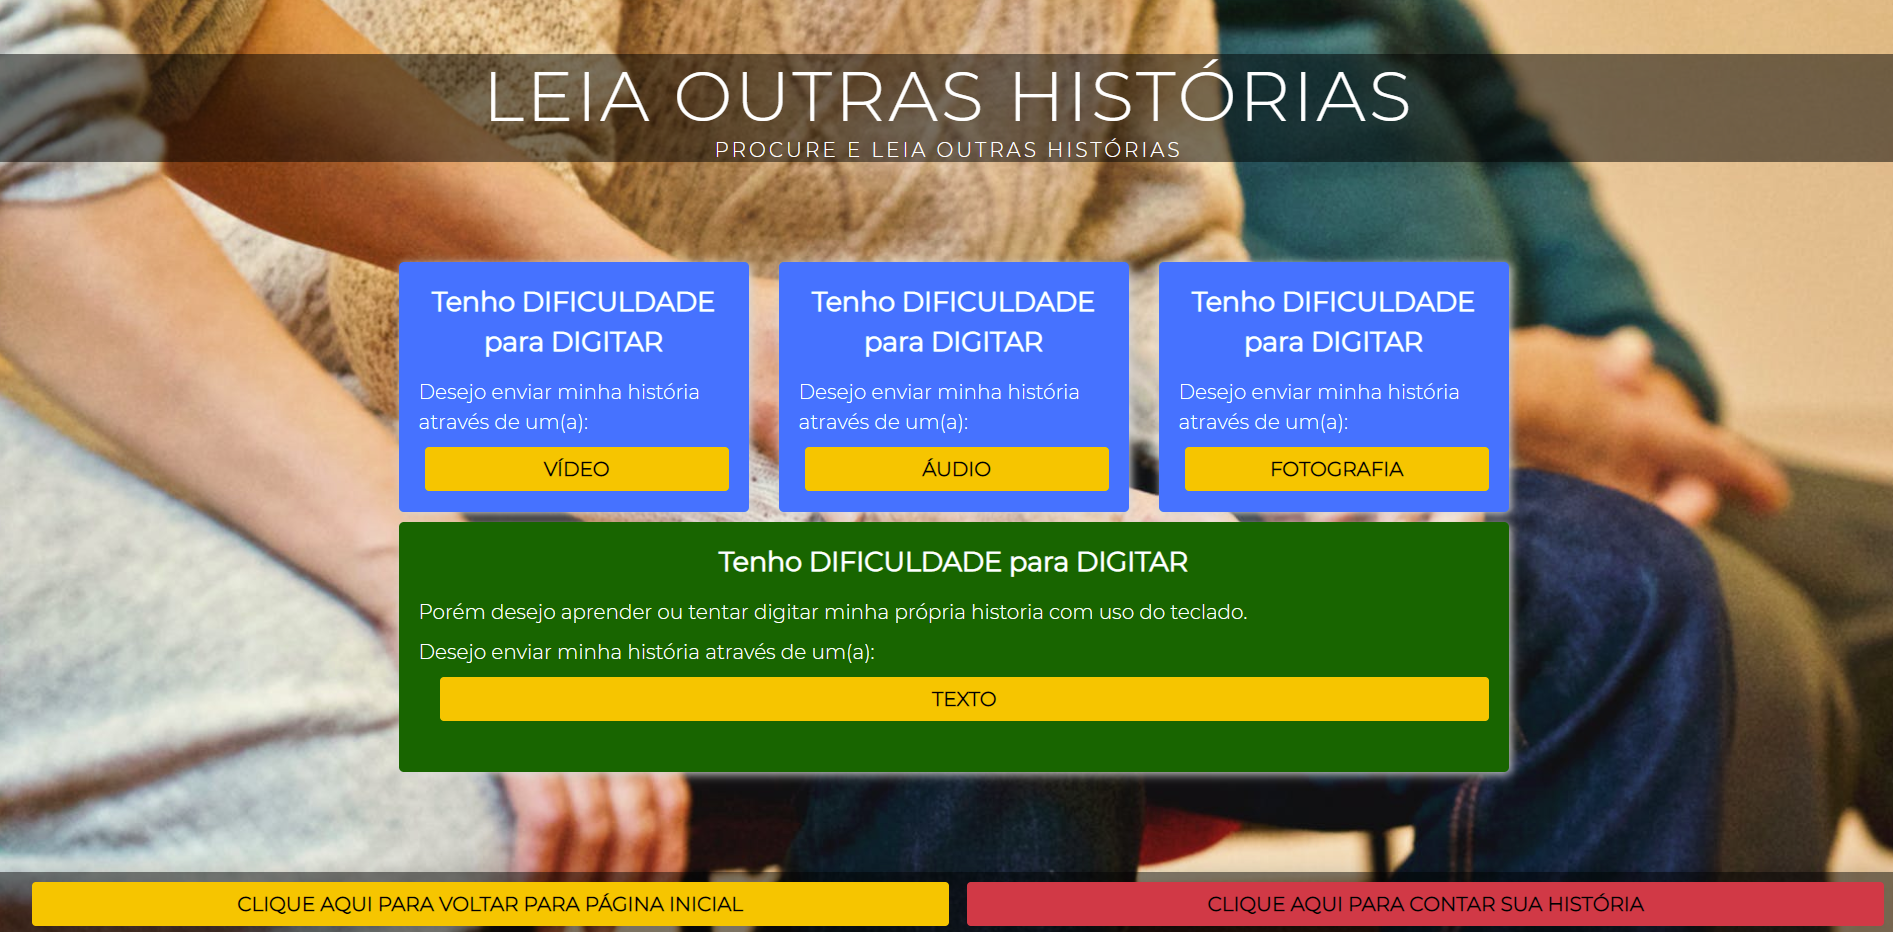 LEIA OUTRAS HISTÓRIAS
PROCURE E LEIA OUTRAS HISTÓRIAS
Tenho DIFICULDADE
para DIGITAR
Desejo enviar minha história
através de um(a):
VÍDEO
Tenho DIFICULDADE
para DIGITAR
Desejo enviar minha história
através de um(a):
ÁUDIO
Tenho DIFICULDADE
para DIGITAR
Desejo enviar minha história
através de um(a):
FOTOGRAFIA
Tenho DIFICULDADE para DIGITAR
Porém desejo aprender ou tentar digitar minha própria historia com uso do teclado.
Desejo enviar minha história através de um(a):
TEXTO
CLIQUE AQUI PARA VOLTAR PARA PÁGINA INICIAL
CLIQUE AQUI PARA CONTAR SUA HISTÓRIA